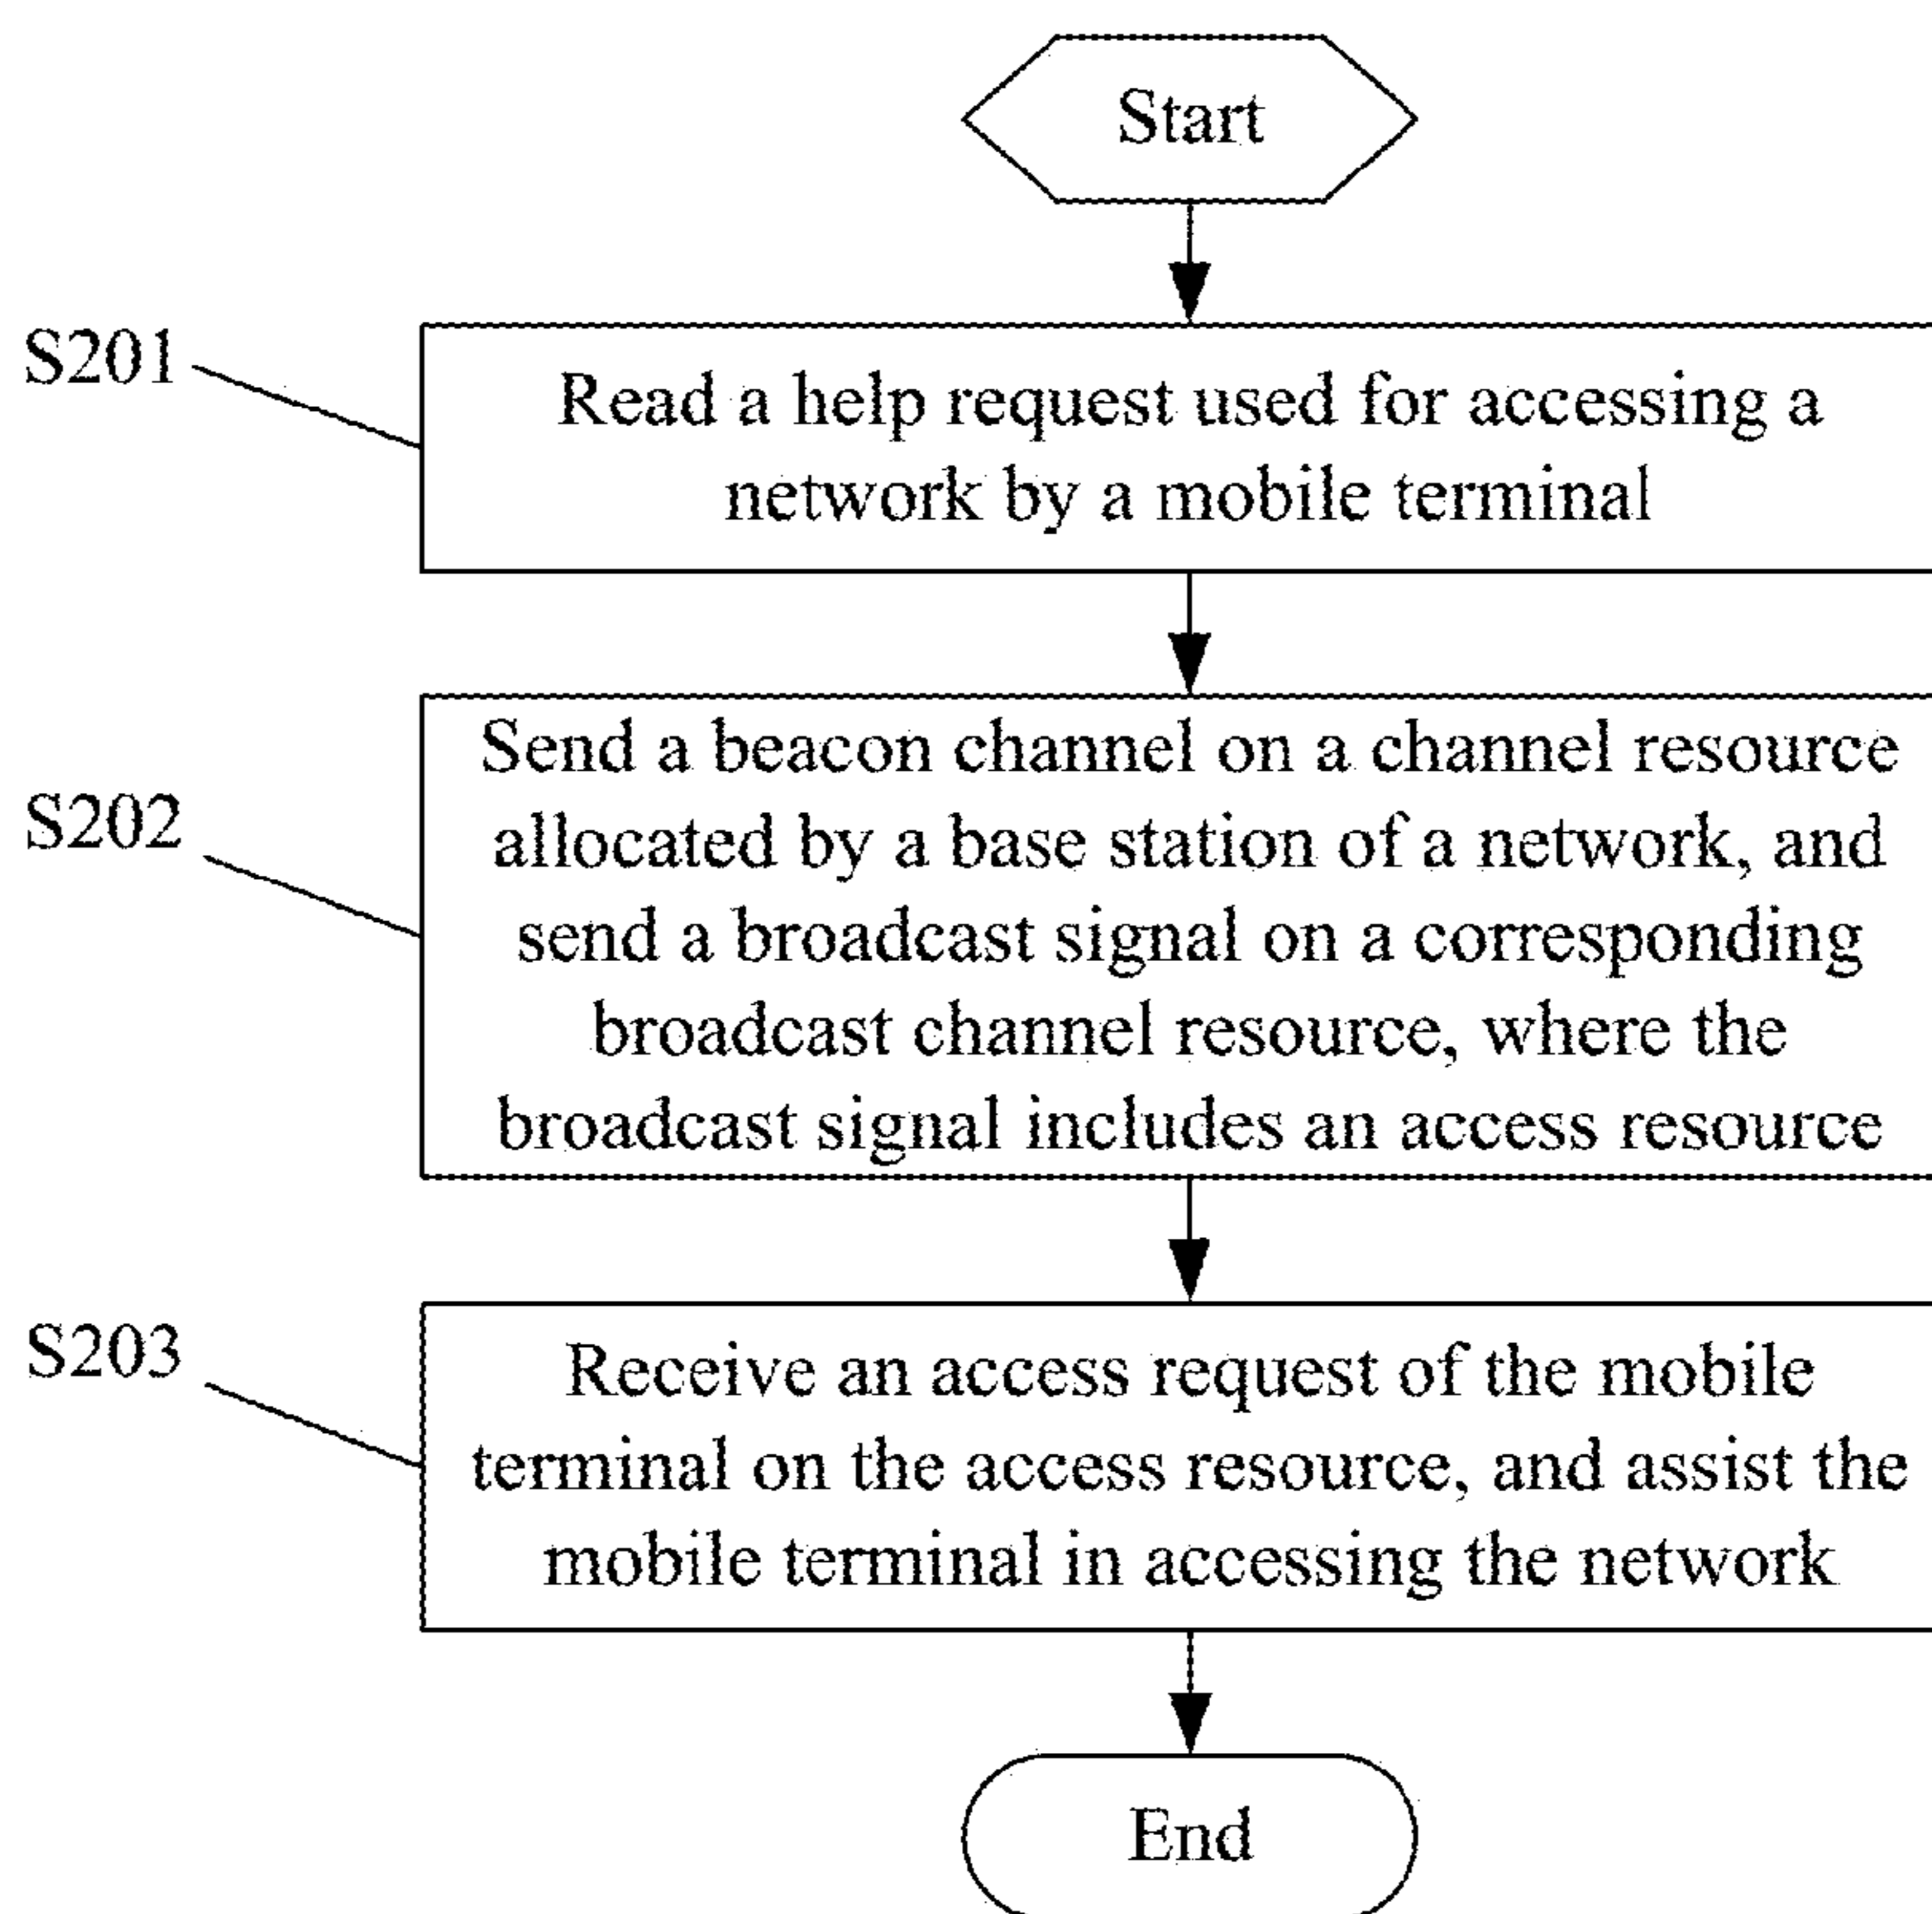 Start
S201
Read a help request used for accessing a
network by a mobile terminal
S202
Send a beacon channel on a channel resource
allocated by a base station of a network, and
send a broadcast signal on a corresponding
broadcast channel resource, where the
broadcast signal includes an access resource
S203
Receive an access request of the mobile
terminal on the access resource, and assist the
mobile terminal in accessing the network
End